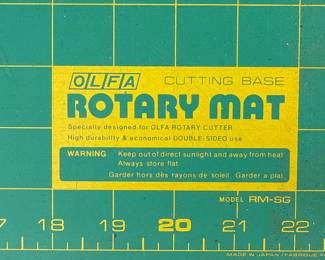 OLFA CUTTING BASE
ROTARY MAT
Specially designed for OLFA ROTARY CUTTER
High durability & economical DOUBLE-SIDED use
WARNING Keep out of direct sunlight and away from heat
Always store flat
Garder hors dès rayons de soleil. Garder a plat.
MODEL RM-SG
7 18 19 20 21 22
MADE IN JAPAN (FABRIQUE A